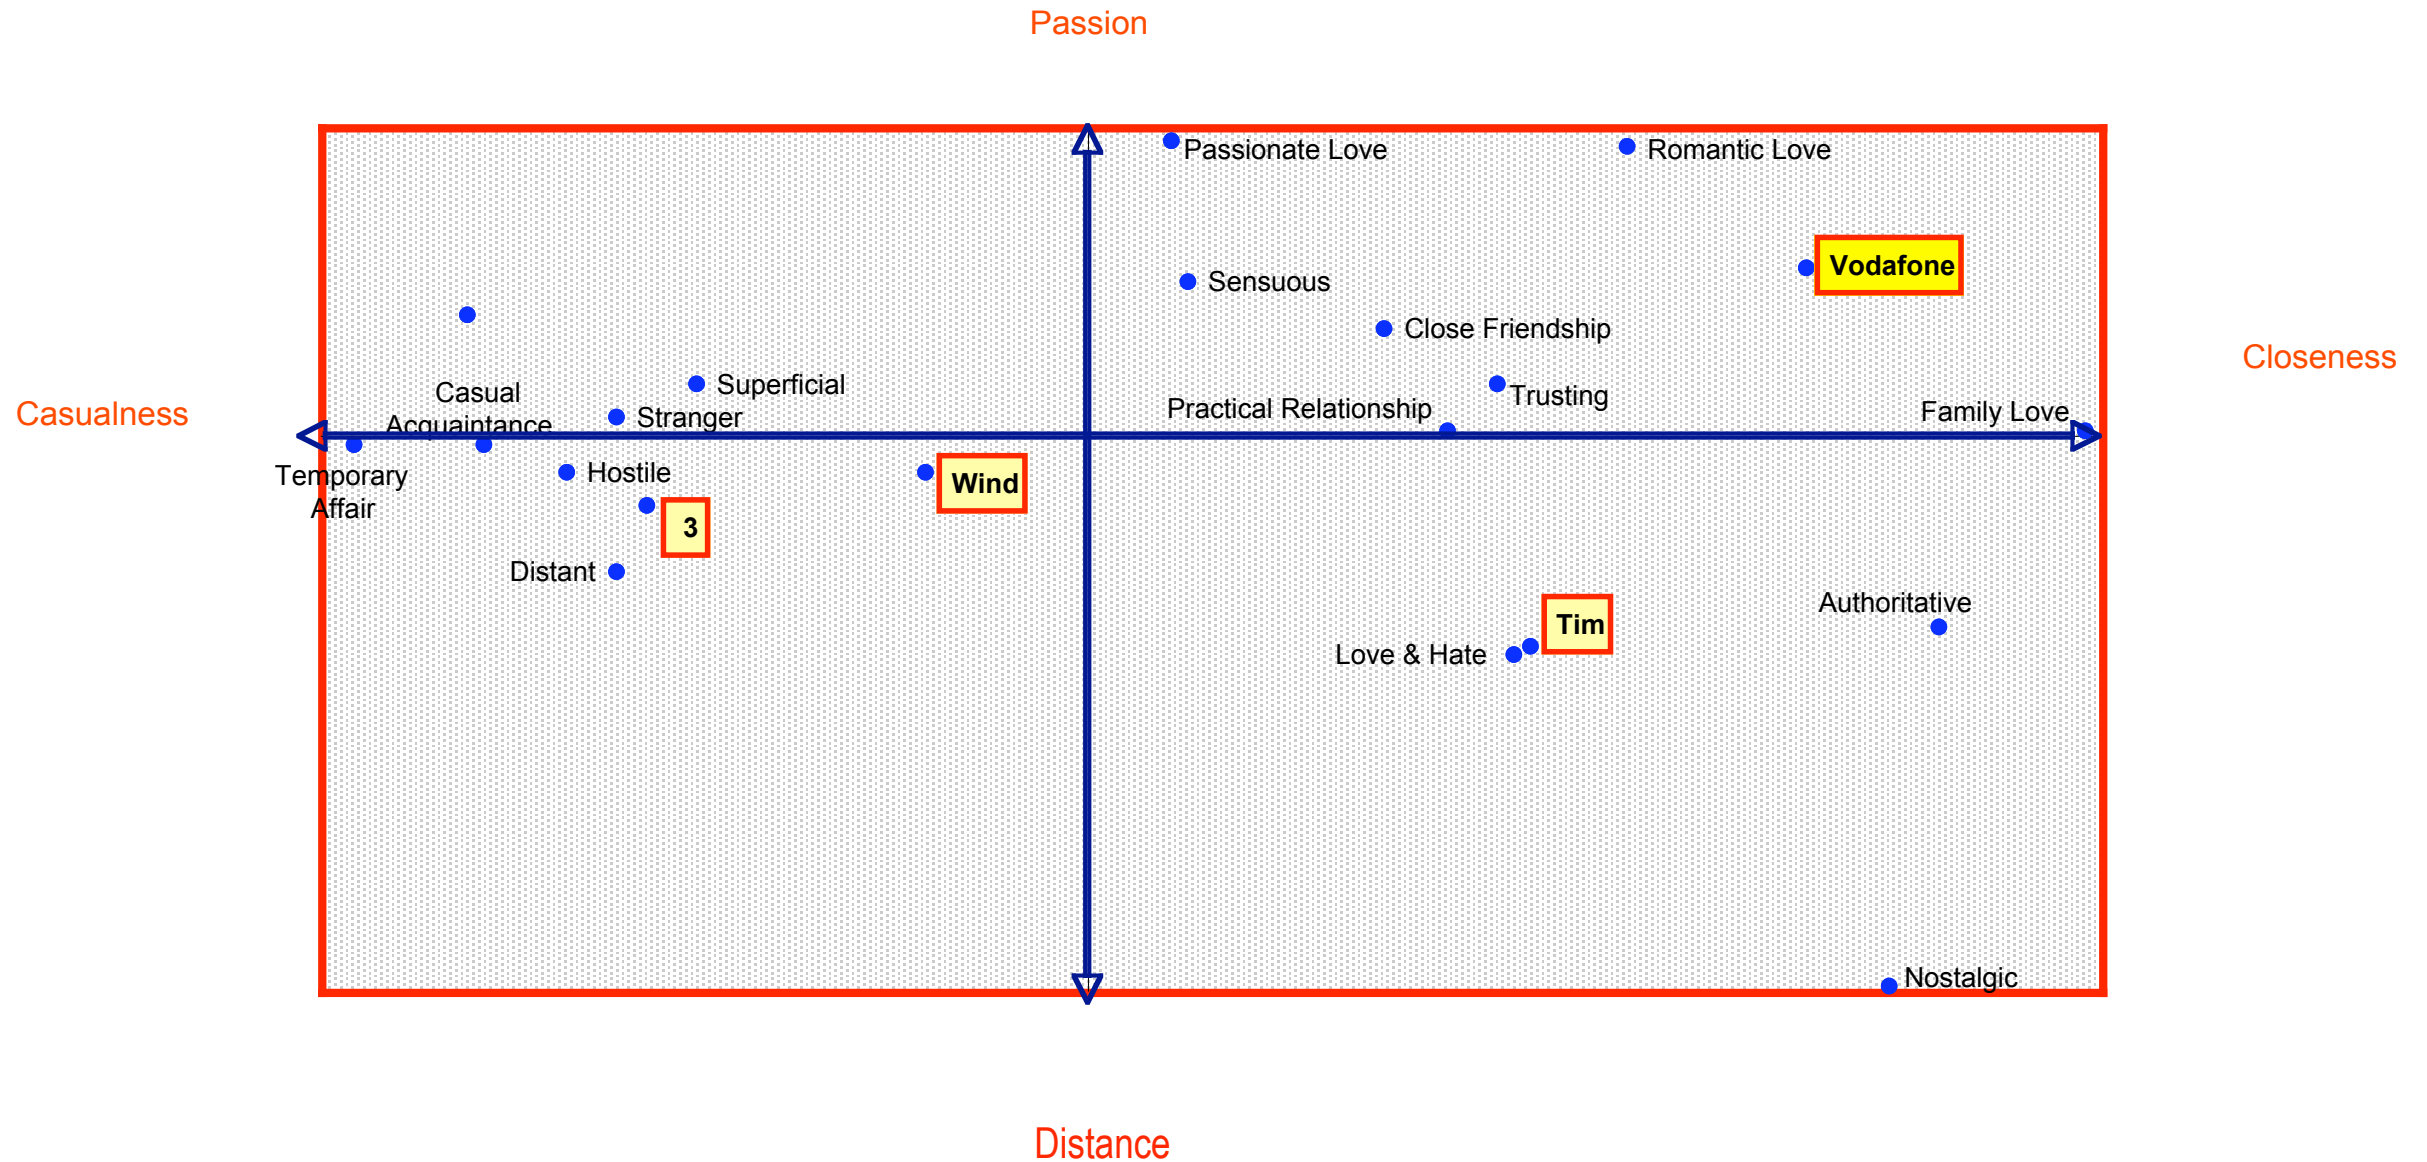 Passion
Passionate Love
Romantic Love
Vodafone
Sensuous
Close Friendship
Closeness
Superficial
Casual
Acquaintance
Trusting
Practical Relationship
Family Love
Casualness
Stranger
Temporary
Affair
Hostile
Wind
3
Distant
Authoritative
Tim
Love & Hate
Nostalgic
Distance